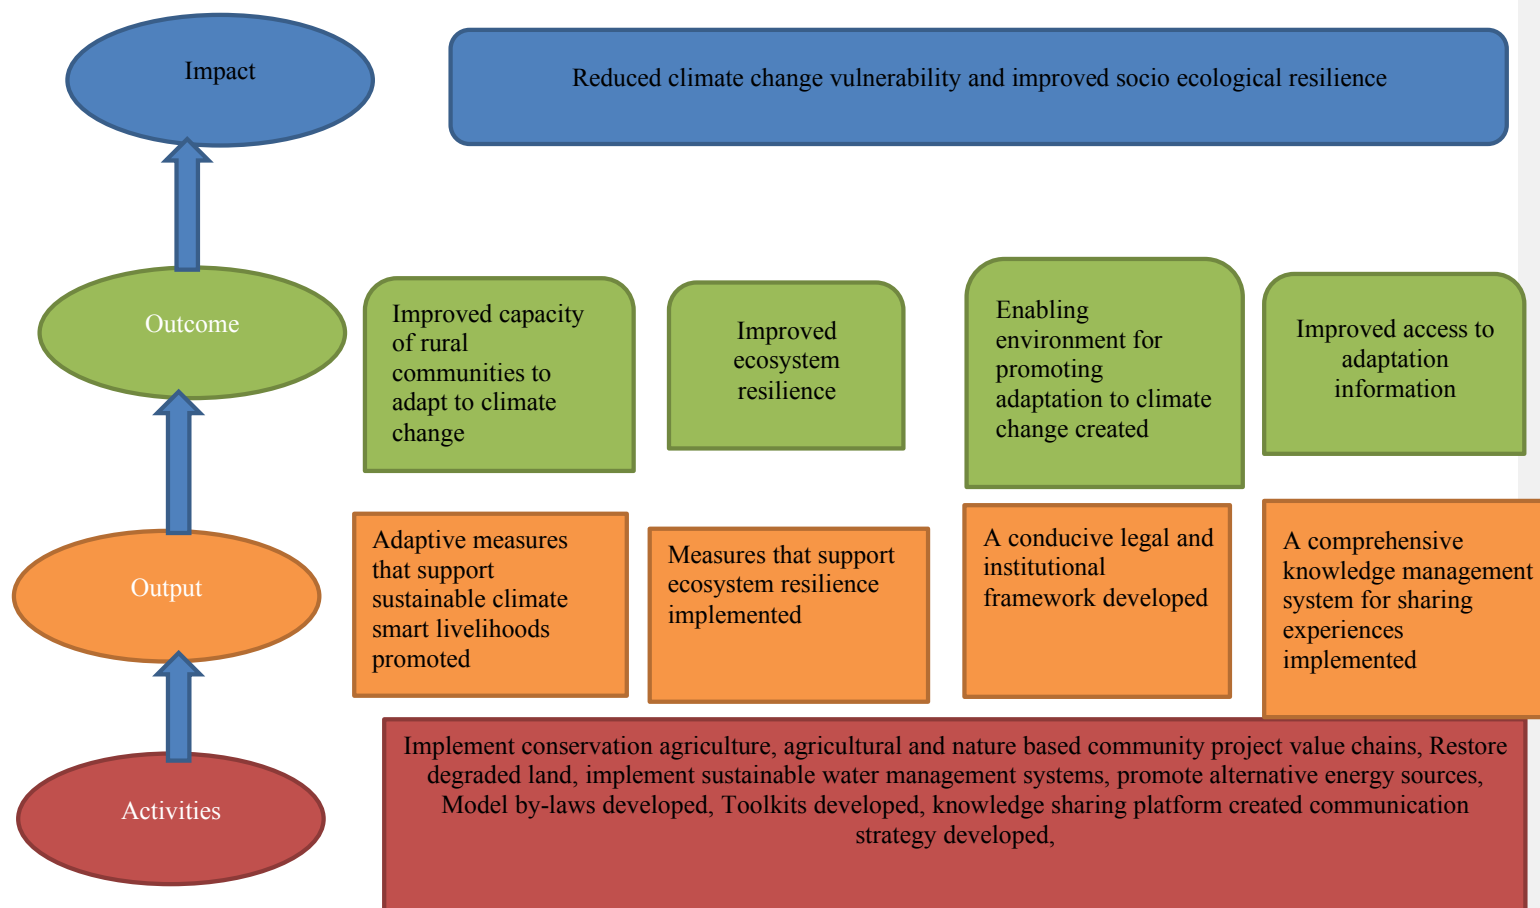 Impact
Reduced climate change vulnerability and improved socio ecological resilience
Outcome
Improved capacity
of rural
communities to
adapt to climate
change
Improved
ecosystem
resilience
Enabling
environment for
promoting
adaptation to climate
change created
Improved access to
adaptation
information
Output
Adaptive measures
that support
sustainable climate
smart livelihoods
promoted
Measures that support
ecosystem resilience
implemented
A conducive legal and
institutional
framework developed
A comprehensive
knowledge management
system for sharing
experiences
implemented
Activities
Implement conservation agriculture, agricultural and nature based community project value chains, Restore
degraded land, implement sustainable water management systems, promote alternative energy sources,
Model by-laws developed, Toolkits developed, knowledge sharing platform created communication
strategy developed,